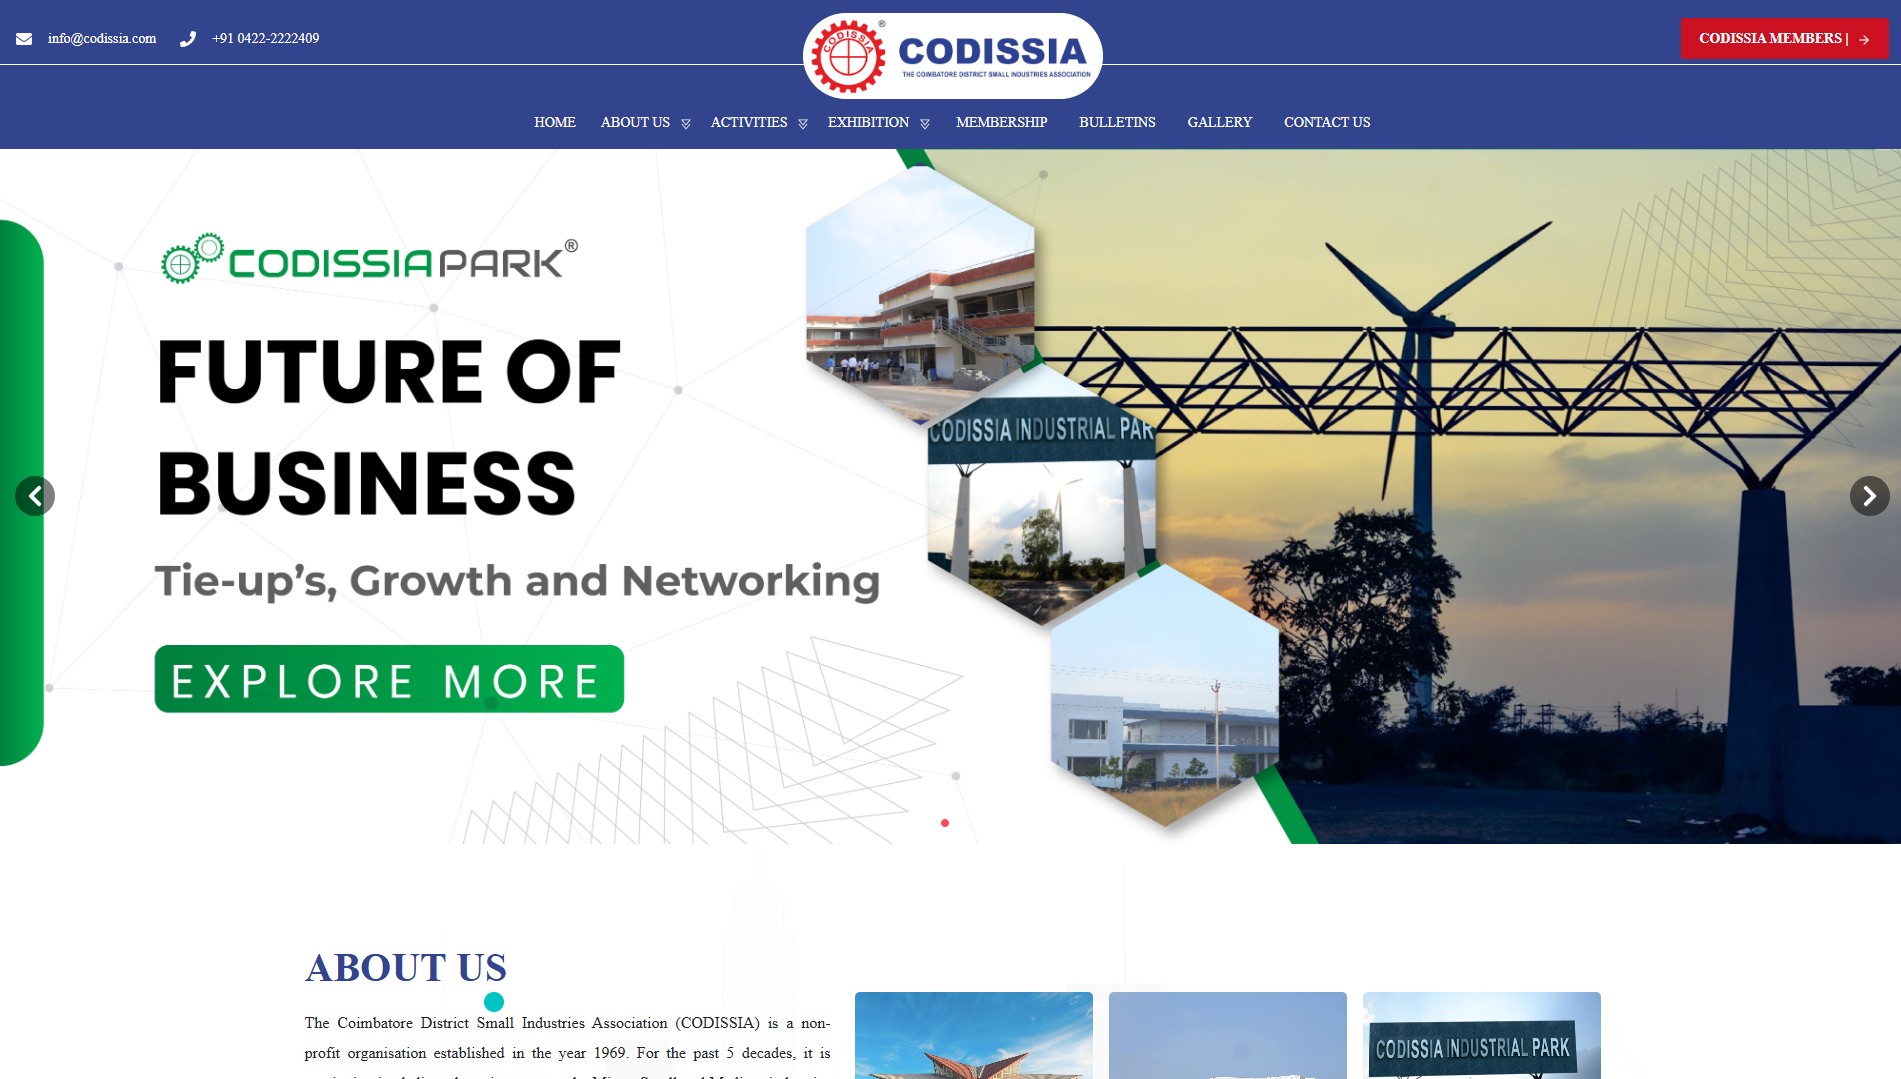 info@codissia.com +91 0422-2222409
CODISSIA
®
CODISSIA
THE COIMBATORE DISTRICT SMALL INDUSTRIES ASSOCIATION
CODISSIA MEMBERS |
HOME ABOUT US ACTIVITIES EXHIBITION MEMBERSHIP BULLETINS GALLERY CONTACT US
CODISSIAPARK®
FUTURE OF
BUSINESS
Tie-up’s, Growth and Networking
EXPLORE MORE
CODISSIA INDUSTRIAL PAR
ABOUT US
The Coimbatore District Small Industries Association (CODISSIA) is a non-
profit organisation established in the year 1969. For the past 5 decades, it is
CODISSIA INDUSTRIAL PARK